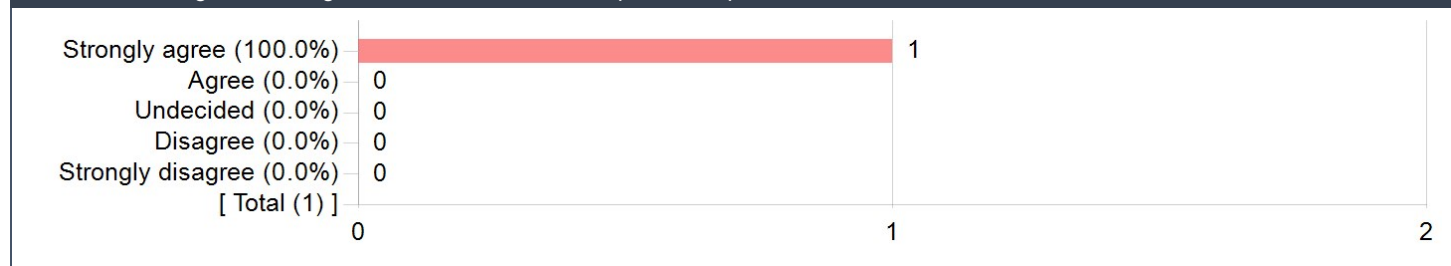 Strongly agree (100.0%) 1
Agree (0.0%) 0
Undecided (0.0%) 0
Disagree (0.0%) 0
Strongly disagree (0.0%) 0
[ Total (1) ]
0 1 2